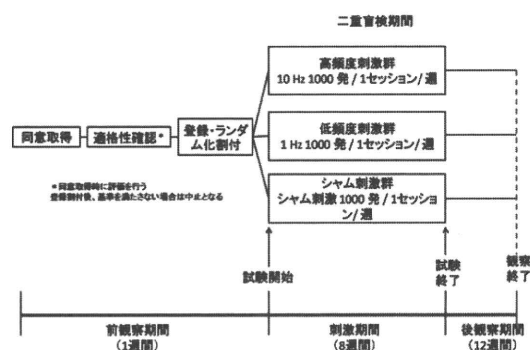 二重盲検期間
高頻度刺激群
10 Hz 1000 発 / 1セッション / 週
同意取得
適格性確認*
登録・ランダ
ム化割付
低頻度刺激群
1 Hz 1000 発 / 1セッション / 週
シャム刺激群
シャム刺激 1000 発 / 1セッショ
ン / 週
*同意取得時に評価を行う
登録割付後、基準を満たさない場合は中止となる
試験開始
試験
終了
観察
終了
前観察期間
(1週間)
刺激期間
(8週間)
後観察期間
(12週間)